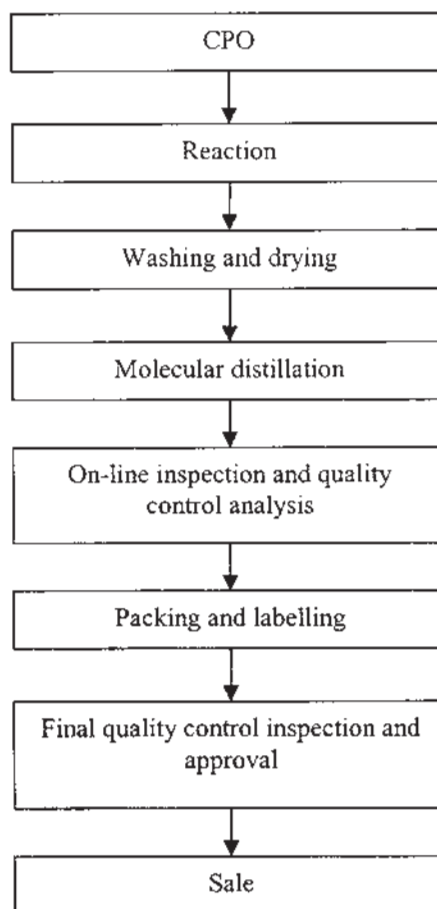 CPO
Reaction
Washing and drying
Molecular distillation
On-line inspection and quality
control analysis
Packing and labelling
Final quality control inspection and
approval
Sale